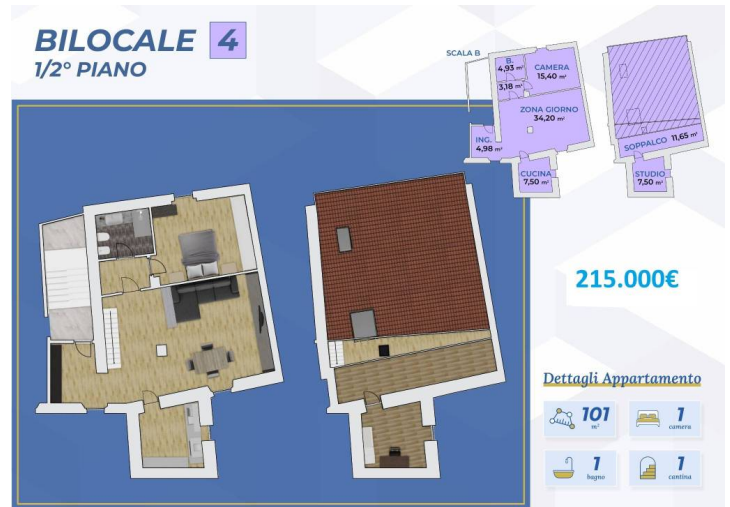 BILOCALE 4
1/2° PIANO
SCALA B
B.
4,93 m²
CAMERA
15,40 m²
3,18 m²
ZONA GIORNO
34,20 m²
ING.
4,98 m²
CUCINA
7,50 m²
SOPPALCO 11,65 m²
STUDIO
7,50 m²
215.000€
Dettagli Appartamento
101
m²
1
camera
1
bagno
1
cantina